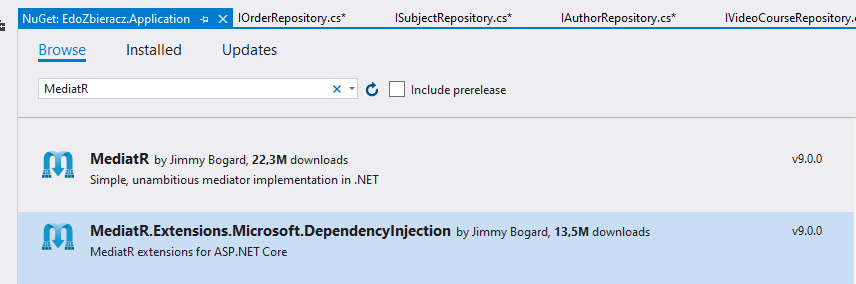 NuGet: EdoZbieracz.Application IOrderRepository.cs* ISubjectRepository.cs* IAuthorRepository.cs* IVideoCourseRepository.c
Browse Installed Updates
MediatR Include prerelease
MediatR by Jimmy Bogard, 22,3M downloads v9.0.0
Simple, unambitious mediator implementation in .NET
MediatR.Extensions.Microsoft.DependencyInjection by Jimmy Bogard, 13,5M downloads v9.0.0
MediatR extensions for ASP.NET Core